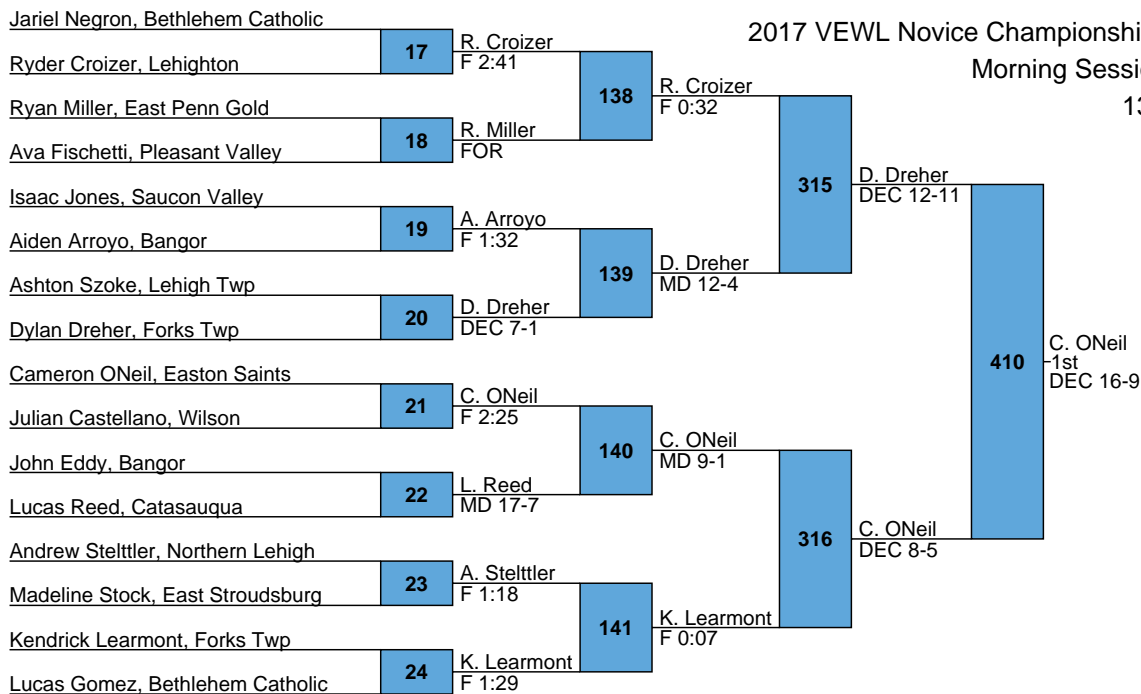 2017 VEWL Novice Championshi
Morning Sessi
13
Jariel Negron, Bethlehem Catholic
17
R. Croizer
F 2:41
Ryder Croizer, Lehighton
138
R. Croizer
F 0:32
Ryan Miller, East Penn Gold
18
R. Miller
FOR
Ava Fischetti, Pleasant Valley
315
D. Dreher
DEC 12-11
Isaac Jones, Saucon Valley
19
A. Arroyo
F 1:32
Aiden Arroyo, Bangor
139
D. Dreher
MD 12-4
Ashton Szoke, Lehigh Twp
20
D. Dreher
DEC 7-1
Dylan Dreher, Forks Twp
410
C. ONeil
1st
DEC 16-9
Cameron ONeil, Easton Saints
21
C. ONeil
F 2:25
Julian Castellano, Wilson
140
C. ONeil
MD 9-1
John Eddy, Bangor
22
L. Reed
MD 17-7
Lucas Reed, Catasauqua
316
C. ONeil
DEC 8-5
Andrew Stelttler, Northern Lehigh
23
A. Stelttler
F 1:18
Madeline Stock, East Stroudsburg
141
K. Learmont
F 0:07
Kendrick Learmont, Forks Twp
24
K. Learmont
F 1:29
Lucas Gomez, Bethlehem Catholic